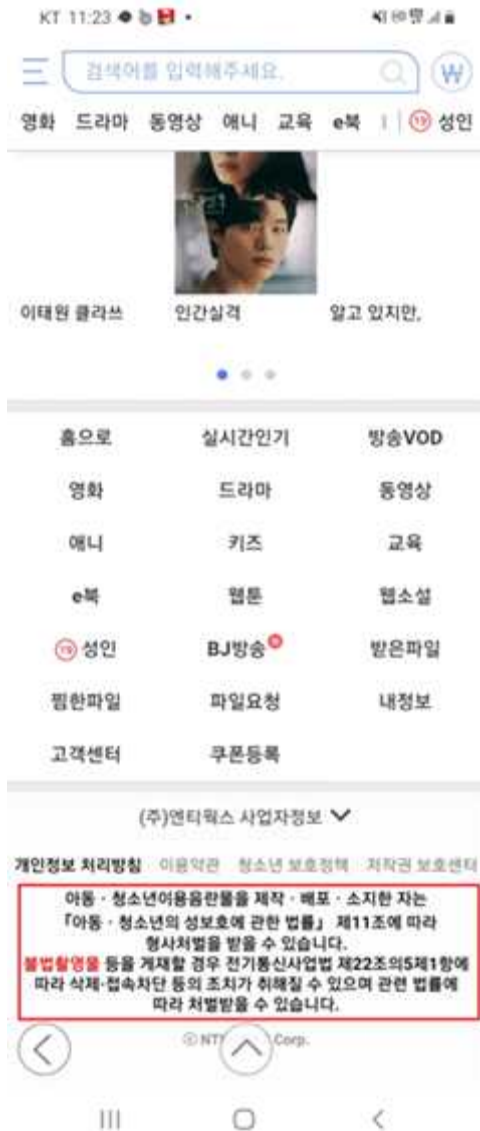 KT 11:23
검색어를 입력해주세요.
영화 드라마 동영상 애니 교육 e북 19 성인
이태원 클라쓰 인간실격 알고 있지만,
홈으로 실시간인기 방송VOD
영화 드라마 동영상
애니 키즈 교육
e북 웹툰 웹소설
19 성인 BJ방송 받은파일
찜한파일 파일요청 내정보
고객센터 쿠폰등록
(주)엔티웍스 사업자정보
개인정보 처리방침 이용약관 청소년 보호정책 저작권 보호센터
아동·청소년이용음란물을 제작·배포·소지한 자는
「아동·청소년의 성보호에 관한 법률」 제11조에 따라
형사처벌을 받을 수 있습니다.
불법촬영물 등을 게재할 경우 전기통신사업법 제22조의5제1항에
따라 삭제·접속차단 등의 조치가 취해질 수 있으며 관련 법률에
따라 처벌받을 수 있습니다.
Corp.